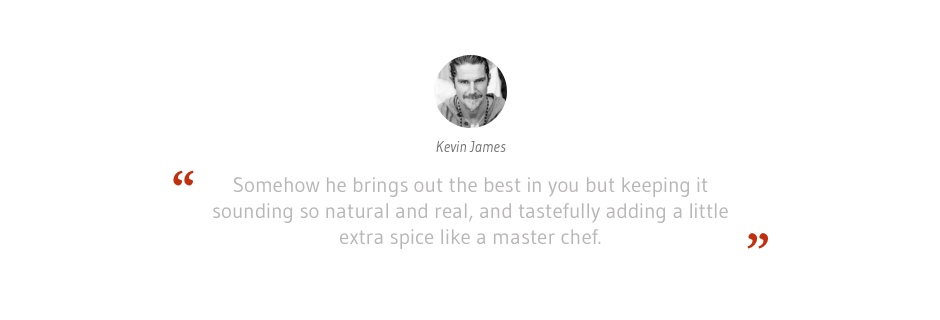 Kevin James
“ Somehow he brings out the best in you but keeping it
sounding so natural and real, and tastefully adding a little
extra spice like a master chef. ”